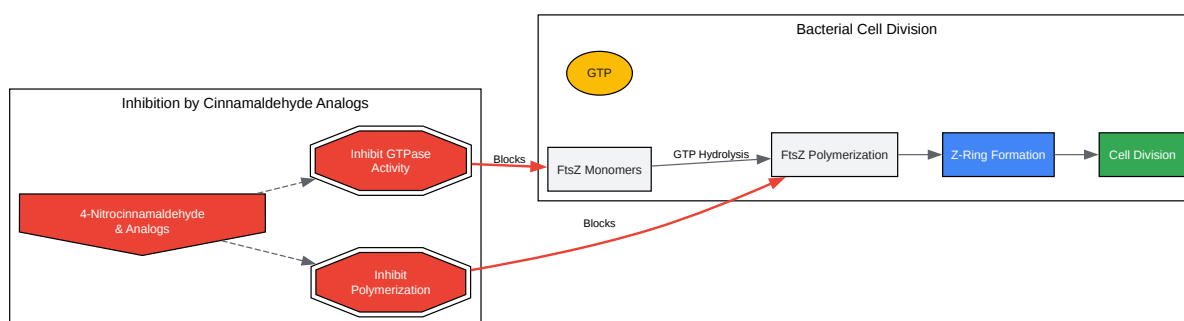 Bacterial Cell Division
GTP
Inhibition by Cinnamaldehyde Analogs
Inhibit GTPase
Activity
Blocks
FtsZ Monomers
GTP Hydrolysis
FtsZ Polymerization
Z-Ring Formation
Cell Division
4-Nitrocinnamaldehyde
& Analogs
Blocks
Inhibit
Polymerization